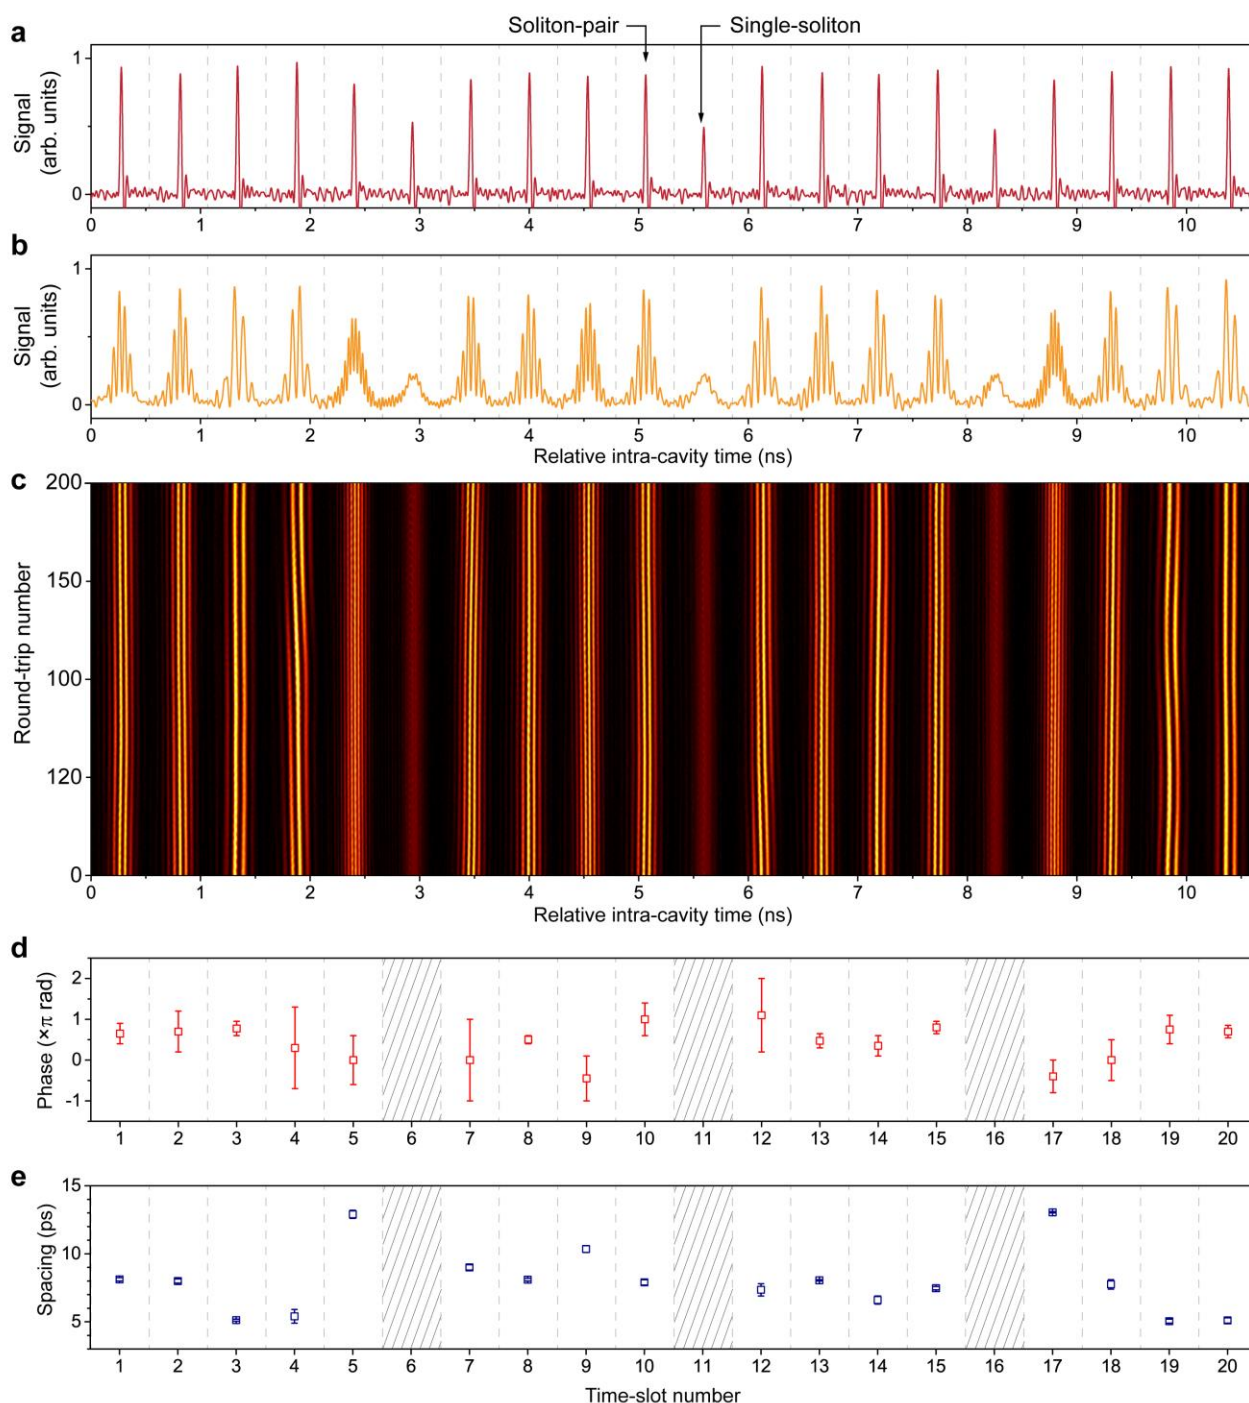 a
Soliton-pair
Single-soliton
Signal
(arb. units)
1
0
0 1 2 3 4 5 6 7 8 9 10
b
Signal
(arb. units)
1
0
0 1 2 3 4 5 6 7 8 9 10
Relative intra-cavity time (ns)
c
Round-trip number
200
150
100
120
0
0 1 2 3 4 5 6 7 8 9 10
Relative intra-cavity time (ns)
d
Phase (×π rad)
2
1
0
-1
1 2 3 4 5 6 7 8 9 10 11 12 13 14 15 16 17 18 19 20
e
Spacing (ps)
15
10
5
1 2 3 4 5 6 7 8 9 10 11 12 13 14 15 16 17 18 19 20
Time-slot number